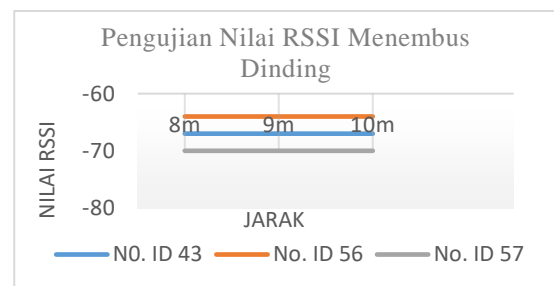 Pengujian Nilai RSSI Menembus
Dinding
-60
8m 9m 10m
-70
-80
NILAI RSSI
JARAK
N0. ID 43 No. ID 56 No. ID 57